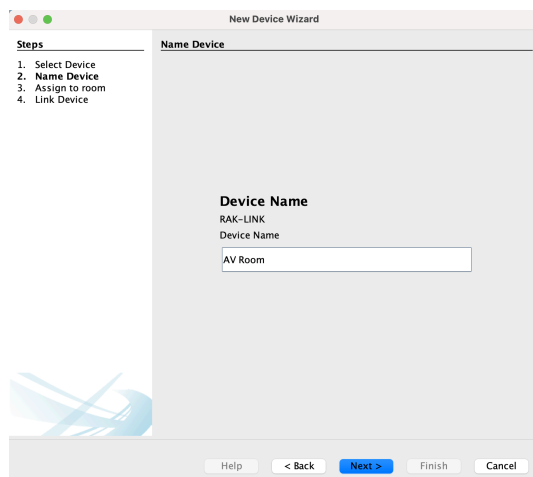 New Device Wizard
Steps
1. Select Device
2. Name Device
3. Assign to room
4. Link Device
Name Device
Device Name
RAK-LINK
Device Name
AV Room
Help
< Back
Next >
Finish
Cancel